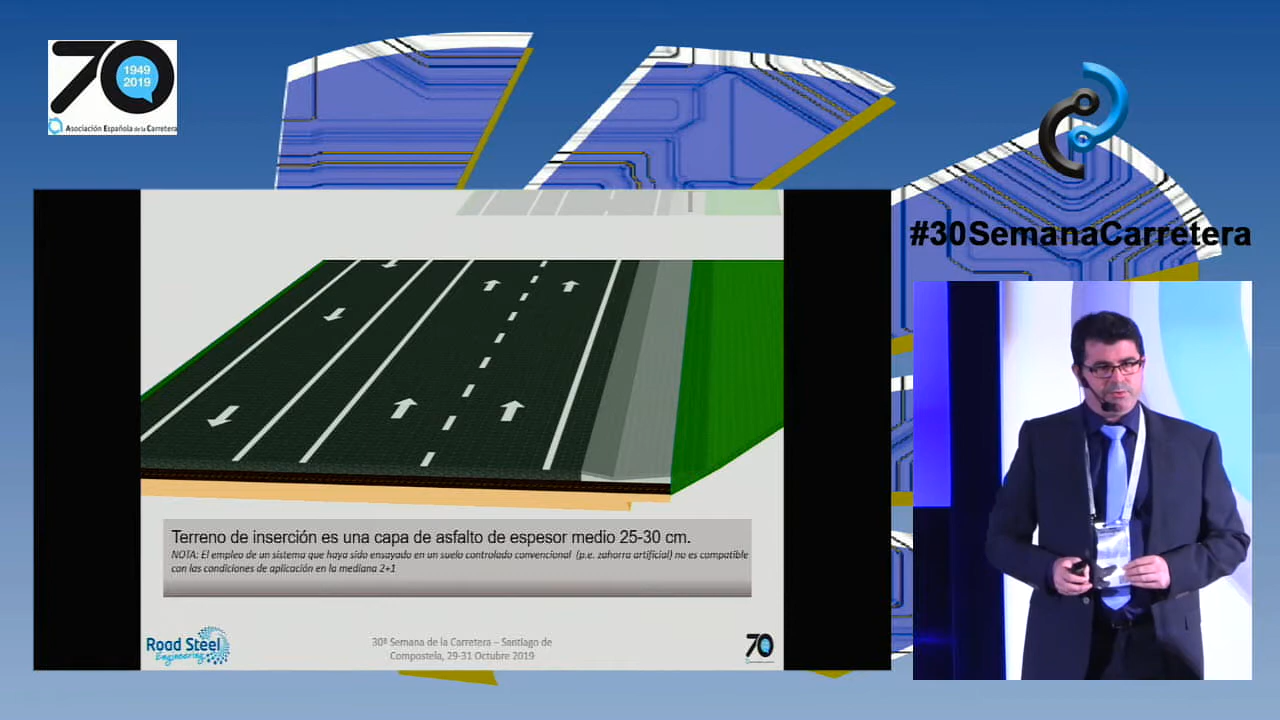 70
1949
2019
Asociación Española de la Carretera
#30SemanaCarretera
Terreno de inserción es una capa de asfalto de espesor medio 25-30 cm.
NOTA: El empleo de un sistema que haya sido ensayado en un suelo controlado convencional (p.e. zahorra artificial) no es compatible
con las condiciones de aplicación en la mediana 2+1
Road Steel
Engineering
30ª Semana de la Carretera – Santiago de
Compostela, 29-31 Octubre 2019
70